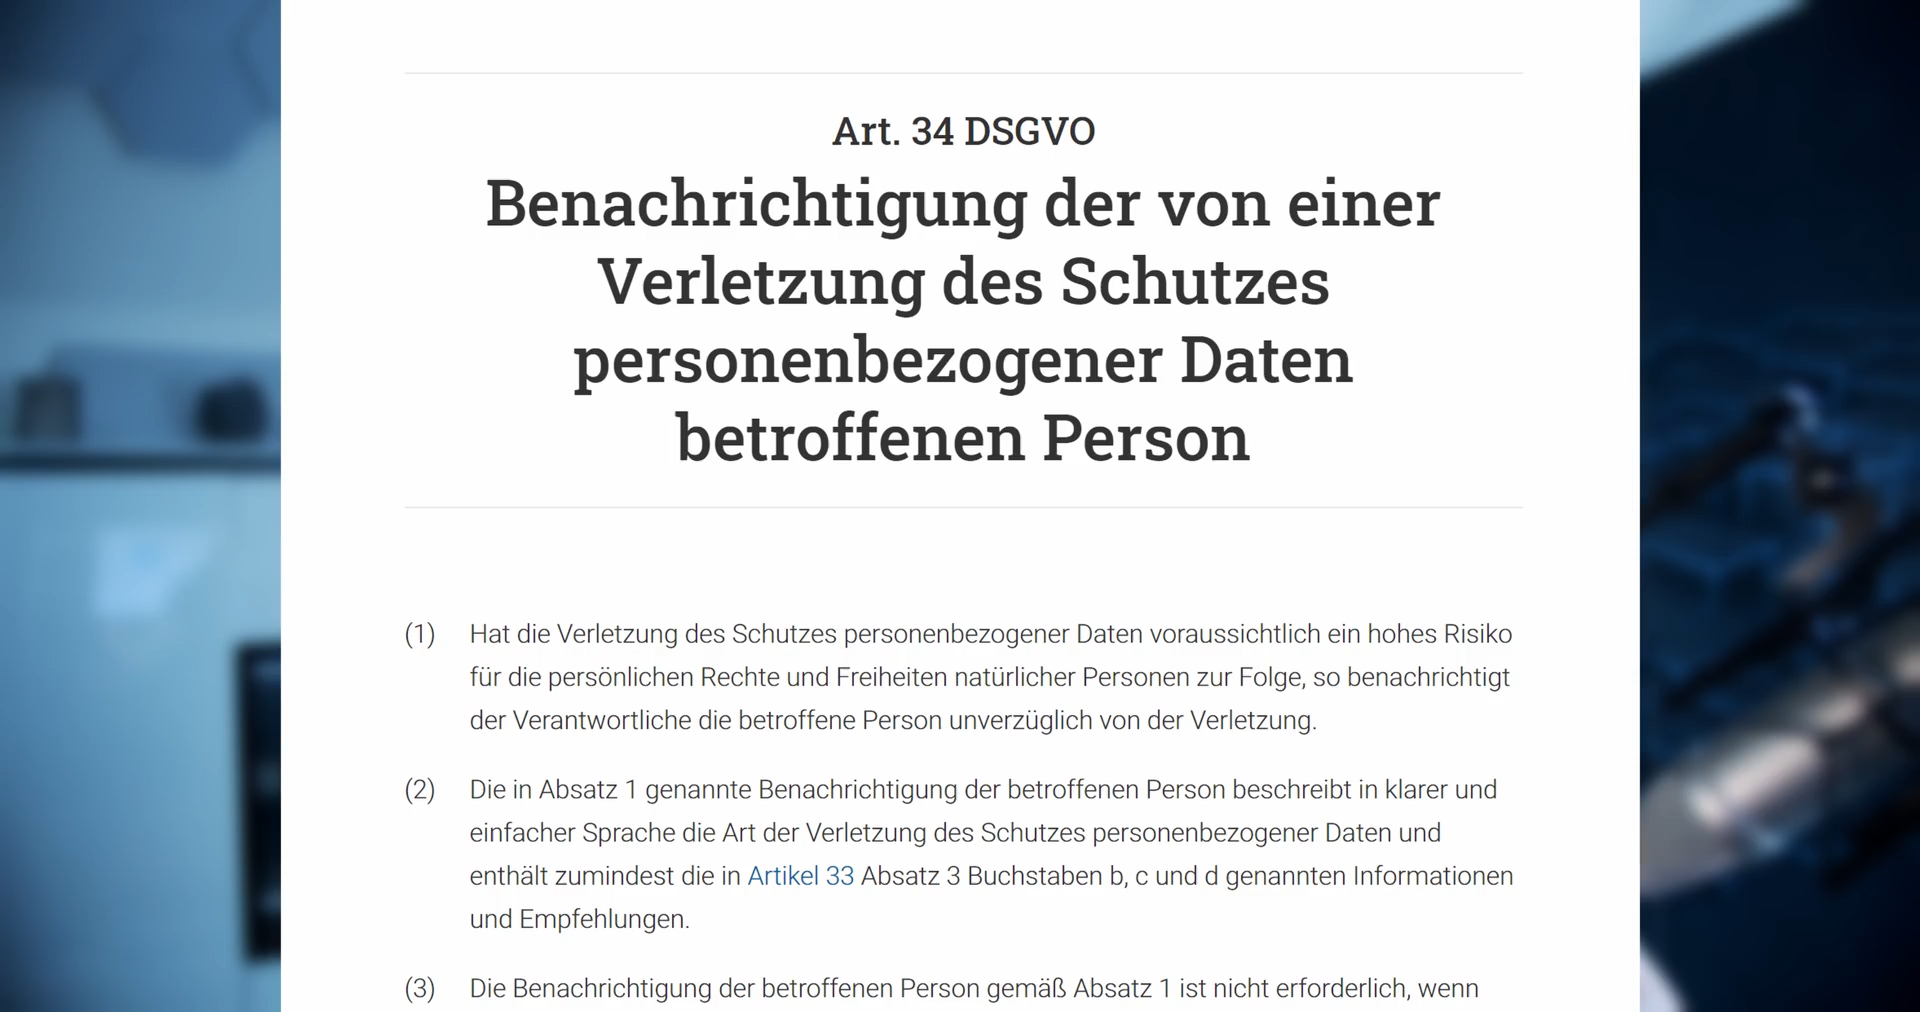 Art. 34 DSGVO
Benachrichtigung der von einer
Verletzung des Schutzes
personenbezogener Daten
betroffenen Person
(1) Hat die Verletzung des Schutzes personenbezogener Daten voraussichtlich ein hohes Risiko
für die persönlichen Rechte und Freiheiten natürlicher Personen zur Folge, so benachrichtigt
der Verantwortliche die betroffene Person unverzüglich von der Verletzung.
(2) Die in Absatz 1 genannte Benachrichtigung der betroffenen Person beschreibt in klarer und
einfacher Sprache die Art der Verletzung des Schutzes personenbezogener Daten und
enthält zumindest die in Artikel 33 Absatz 3 Buchstaben b, c und d genannten Informationen
und Empfehlungen.
(3) Die Benachrichtigung der betroffenen Person gemäß Absatz 1 ist nicht erforderlich, wenn